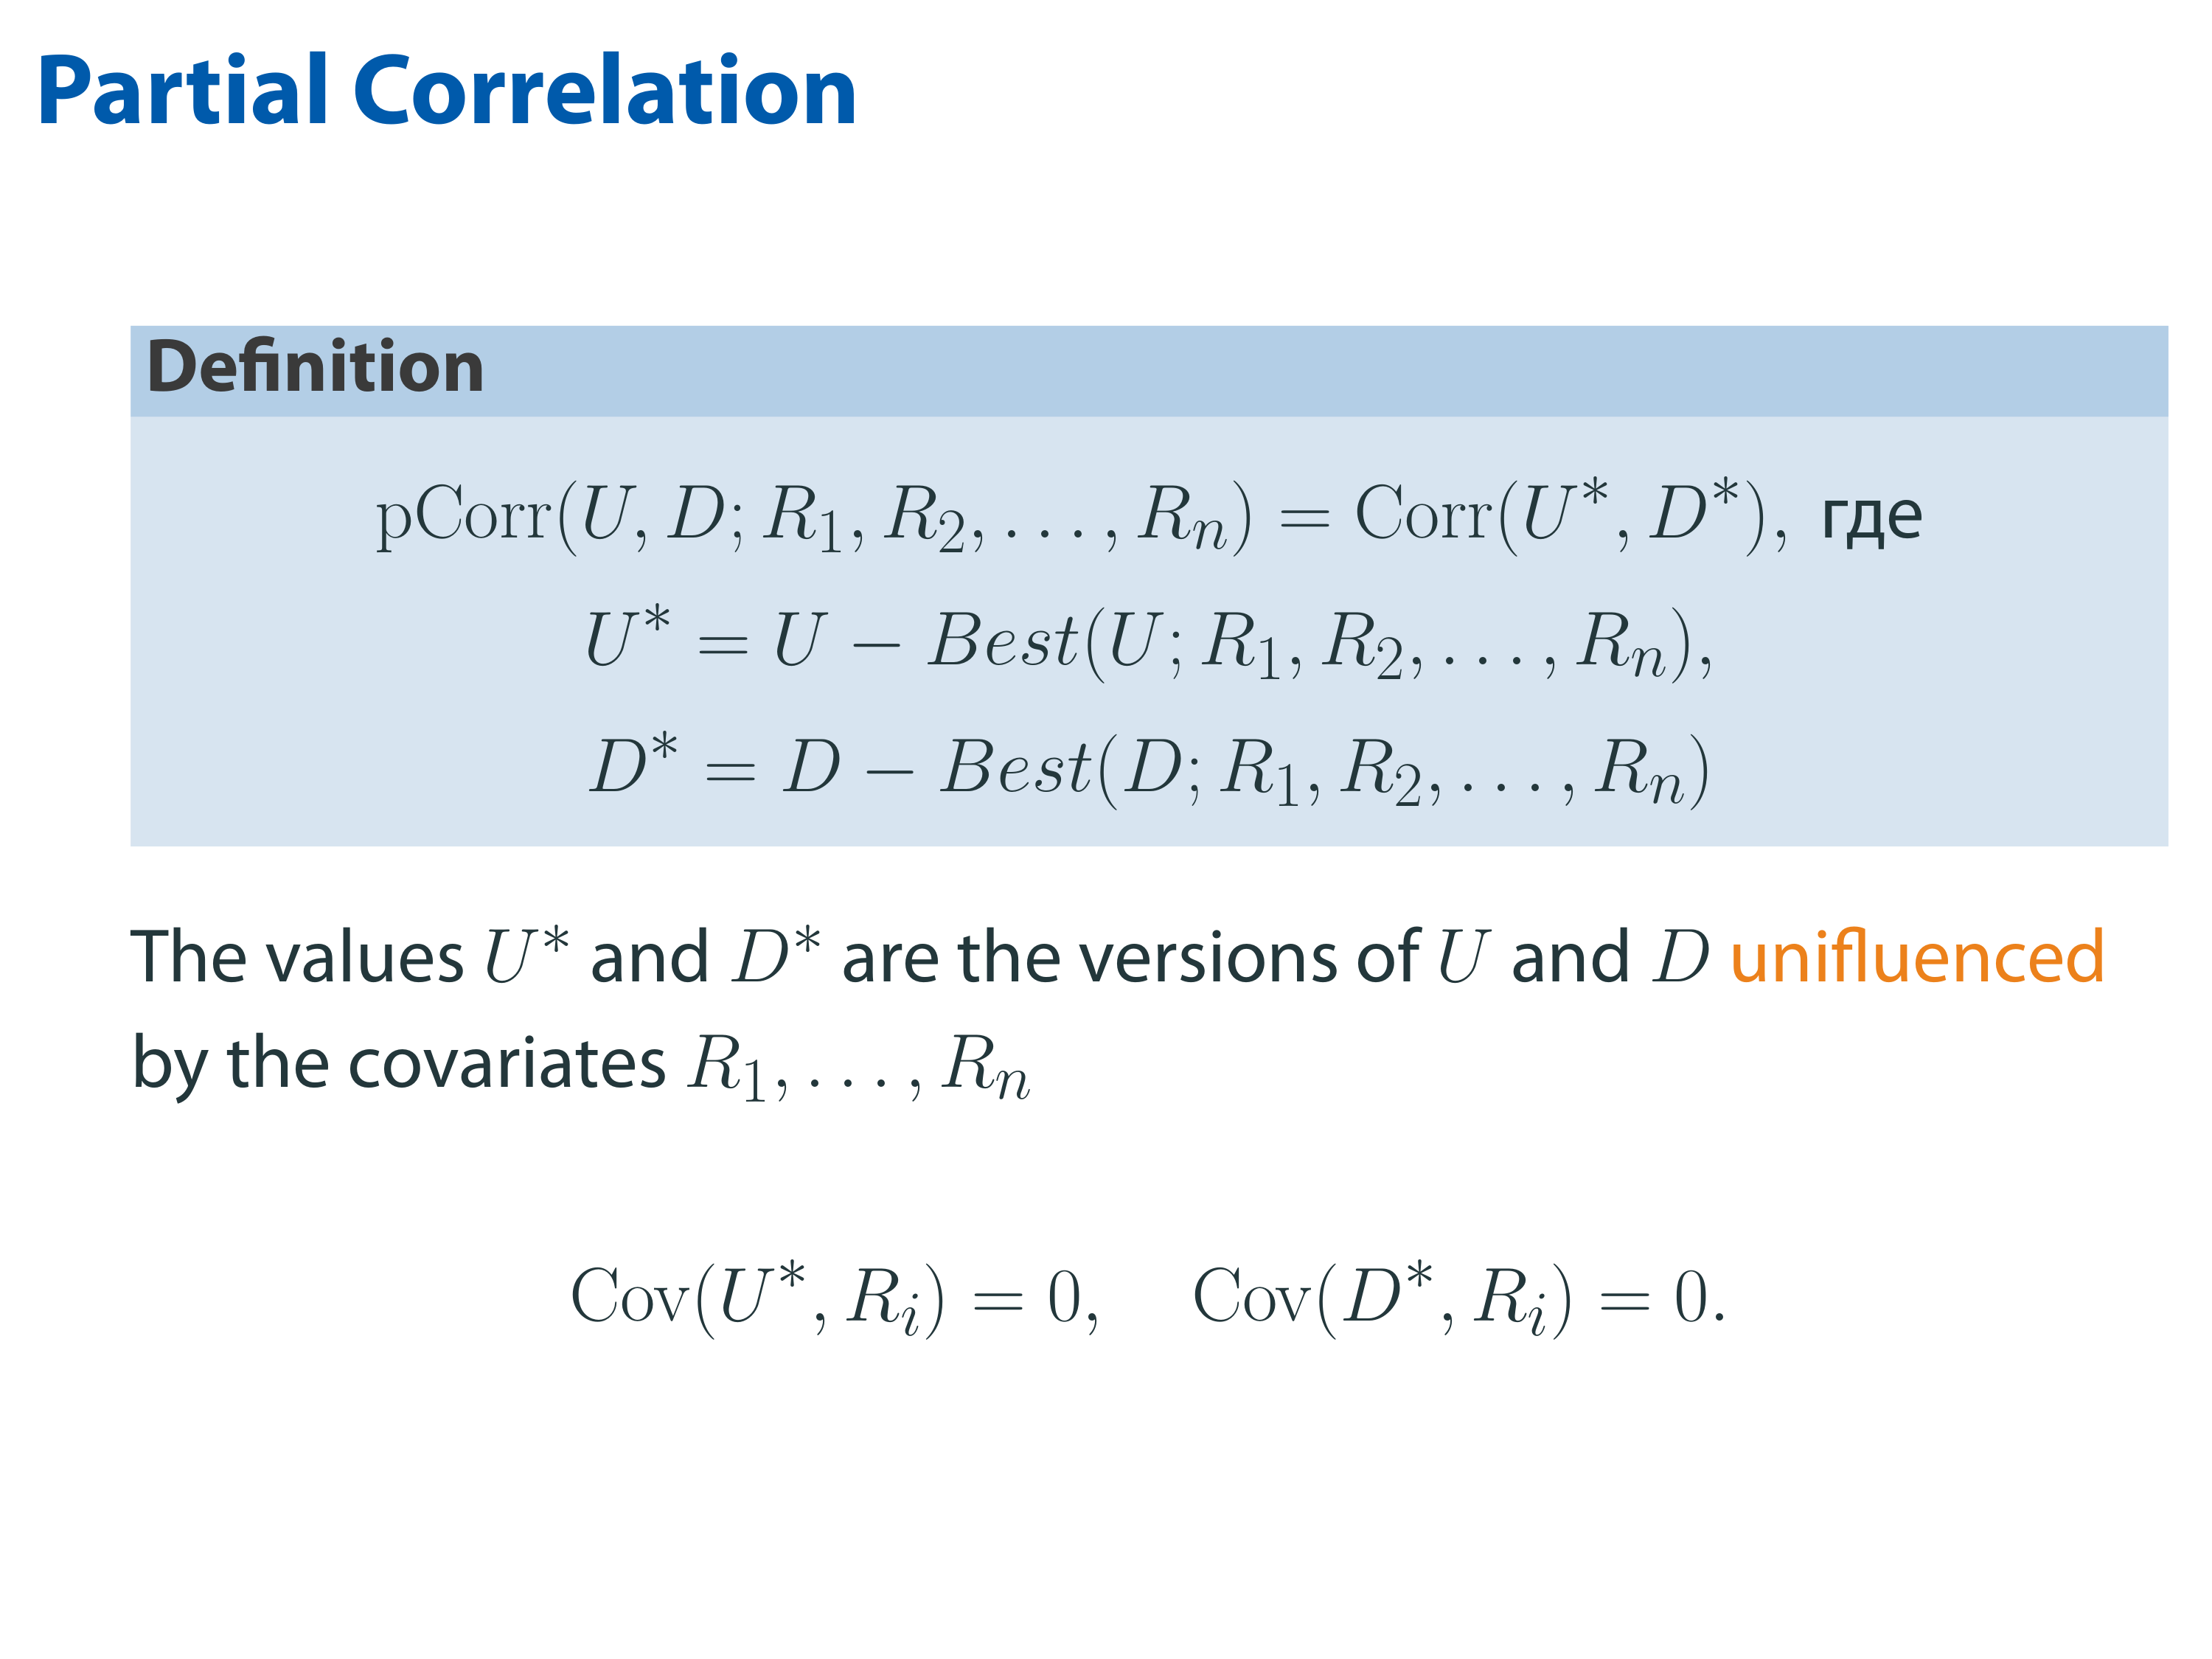 Partial Correlation
Definition
pCorr(U, D; R₁, R₂, . . . , Rₙ) = Corr(U*, D*), где
U* = U − Best(U; R₁, R₂, . . . , Rₙ),
D* = D − Best(D; R₁, R₂, . . . . , Rₙ)
The values U* and D* are the versions of U and D unifluenced
by the covariates R₁, . . . , Rₙ
Cov(U*, Rᵢ) = 0, Cov(D*, Rᵢ) = 0.